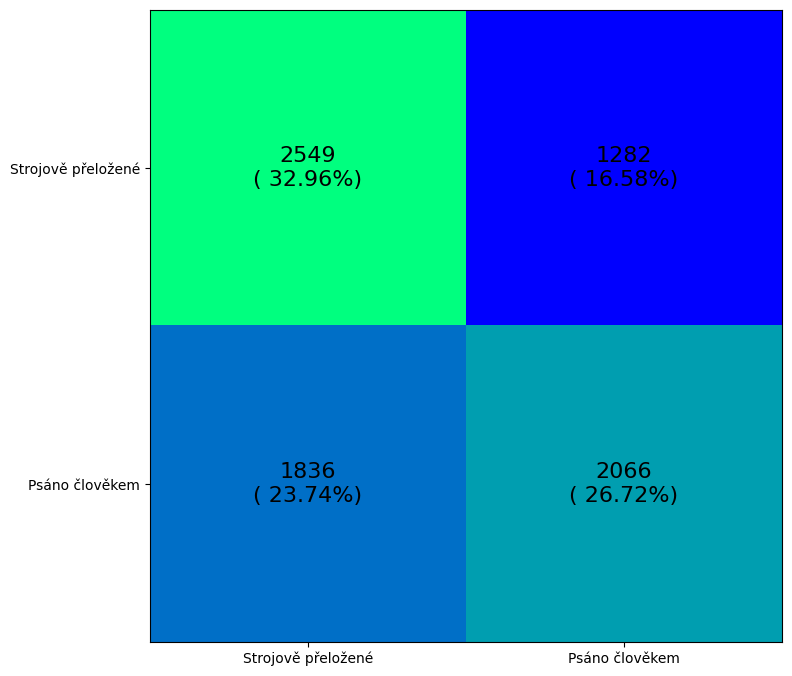 Strojově přeložené
2549
( 32.96%)
1282
( 16.58%)
Psáno člověkem
1836
( 23.74%)
2066
( 26.72%)
Strojově přeložené
Psáno člověkem